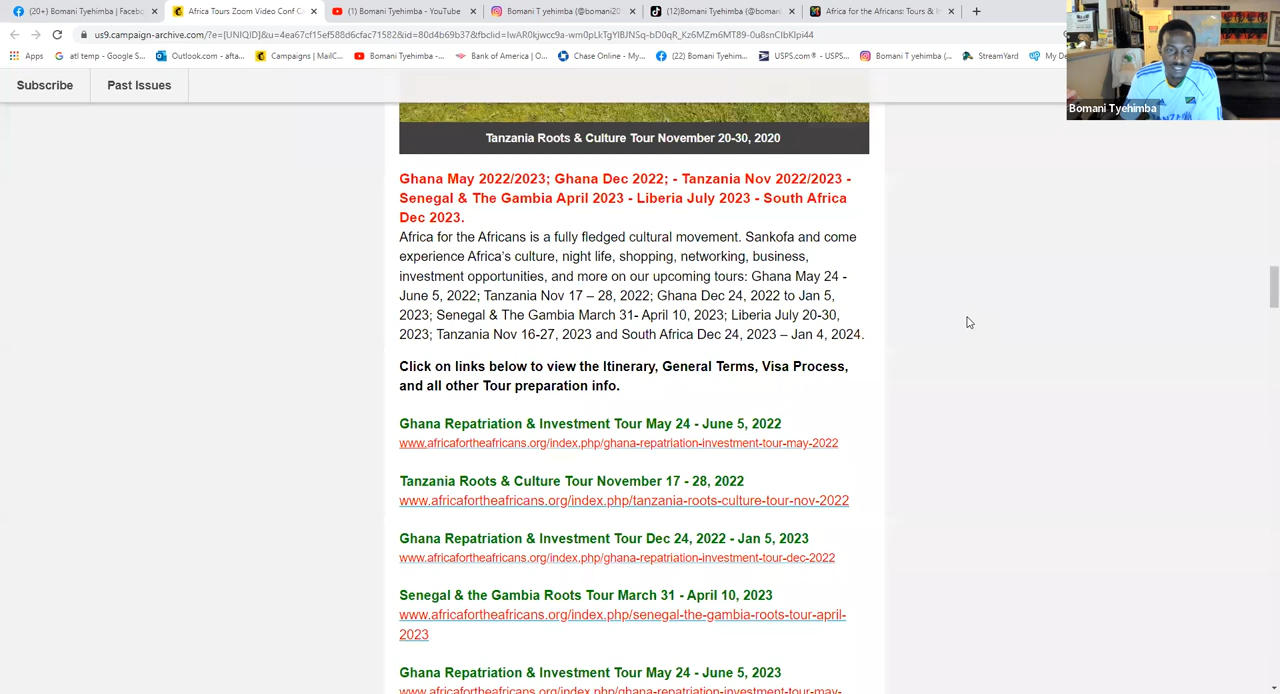 (20+) Bomani Tyehimba | Faceb
Africa Tours Zoom Video Conf C
(1) Bomani Tyehimba - YouTube
Bomani T yehimba (@bomani20
(12)Bomani Tyehimba (@boman
Africa for the Africans: Tours & I
us9.campaign-archive.com/?e=[UNIQID]&u=4ea67cf15ef588d6cfac71f82&id=80d4b69b37&fbclid=
Apps
atl temp - Google S...
Outlook.com - afta...
Campaigns | MailC...
Bomani Tyehimba -...
Bank of America | O...
Chase Online - My...
(22) Bomani Tyehim...
USPS.com® - USPS...
Bomani T yehimba (...
StreamYard
My De
Bomani Tyehimba
Subscribe
Past Issues
Tanzania Roots & Culture Tour November 20-30, 2020
Ghana May 2022/2023; Ghana Dec 2022; - Tanzania Nov 2022/2023 -
Senegal & The Gambia April 2023 - Liberia July 2023 - South Africa
Dec 2023.
Africa for the Africans is a fully fledged cultural movement. Sankofa and come
experience Africa's culture, night life, shopping, networking, business,
investment opportunities, and more on our upcoming tours: Ghana May 24 -
June 5, 2022; Tanzania Nov 17 – 28, 2022; Ghana Dec 24, 2022 to Jan 5,
2023; Senegal & The Gambia March 31- April 10, 2023; Liberia July 20-30,
2023; Tanzania Nov 16-27, 2023 and South Africa Dec 24, 2023 – Jan 4, 2024.
Click on links below to view the Itinerary, General Terms, Visa Process,
and all other Tour preparation info.
Ghana Repatriation & Investment Tour May 24 - June 5, 2022
www.africafortheafricans.org/index.php/ghana-repatriation-investment-tour-may-2022
Tanzania Roots & Culture Tour November 17 - 28, 2022
www.africafortheafricans.org/index.php/tanzania-roots-culture-tour-nov-2022
Ghana Repatriation & Investment Tour Dec 24, 2022 - Jan 5, 2023
www.africafortheafricans.org/index.php/ghana-repatriation-investment-tour-dec-2022
Senegal & the Gambia Roots Tour March 31 - April 10, 2023
www.africafortheafricans.org/index.php/senegal-the-gambia-roots-tour-april-
2023
Ghana Repatriation & Investment Tour May 24 - June 5, 2023
www.africafortheafricans.org/index.php/ghana-repatriation-investment-tour-may-